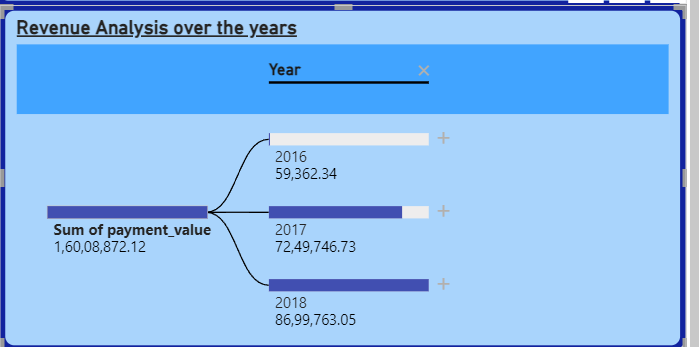 Revenue Analysis over the years
Year
2016
59,362.34
Sum of payment_value
1,60,08,872.12
2017
72,49,746.73
2018
86,99,763.05